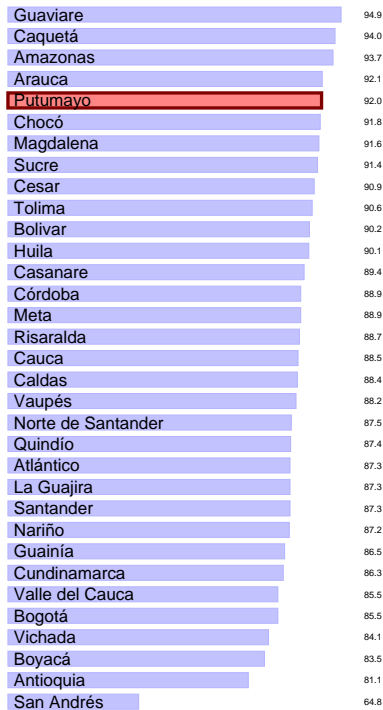 Guaviare 94.9
Caquetá 94.0
Amazonas 93.7
Arauca 92.1
Putumayo 92.0
Chocó 91.8
Magdalena 91.6
Sucre 91.4
Cesar 90.9
Tolima 90.6
Bolivar 90.2
Huila 90.1
Casanare 89.4
Córdoba 88.9
Meta 88.9
Risaralda 88.7
Cauca 88.5
Caldas 88.4
Vaupés 88.2
Norte de Santander 87.5
Quindío 87.4
Atlántico 87.3
La Guajira 87.3
Santander 87.3
Nariño 87.2
Guainía 86.5
Cundinamarca 86.3
Valle del Cauca 85.5
Bogotá 85.5
Vichada 84.1
Boyacá 83.5
Antioquia 81.1
San Andrés 64.8